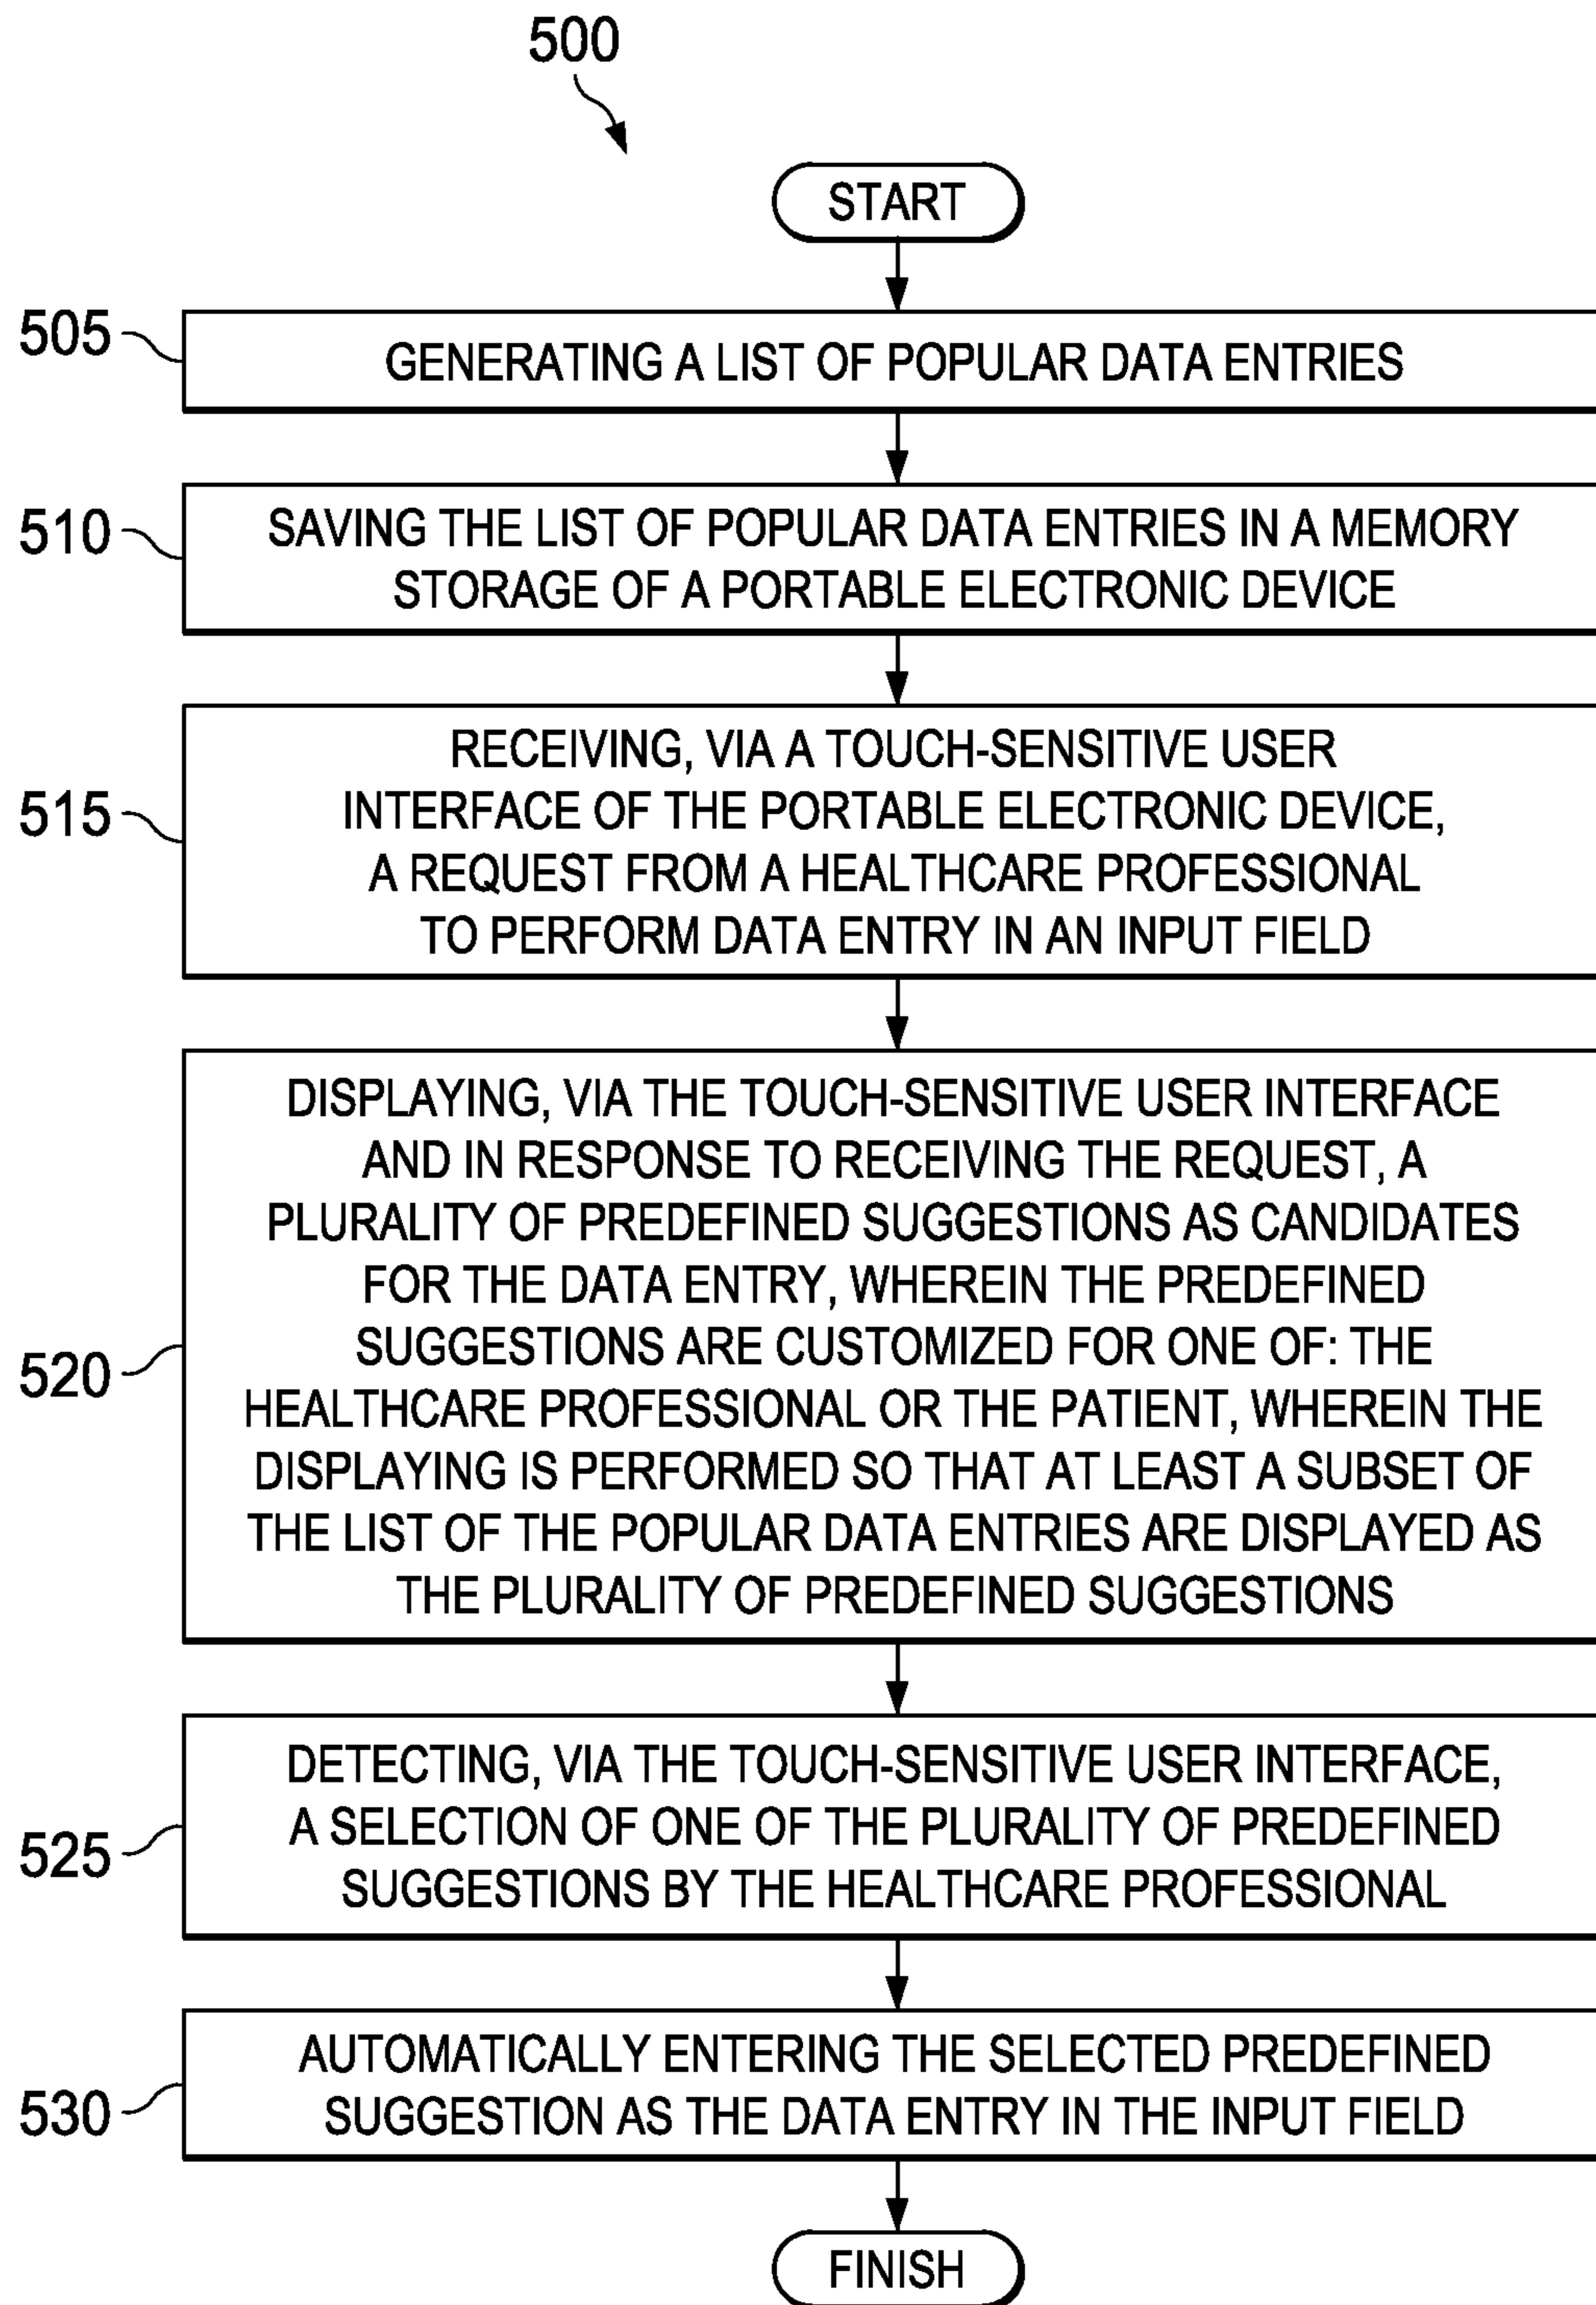 500
START
505
GENERATING A LIST OF POPULAR DATA ENTRIES
510
SAVING THE LIST OF POPULAR DATA ENTRIES IN A MEMORY
STORAGE OF A PORTABLE ELECTRONIC DEVICE
515
RECEIVING, VIA A TOUCH-SENSITIVE USER
INTERFACE OF THE PORTABLE ELECTRONIC DEVICE,
A REQUEST FROM A HEALTHCARE PROFESSIONAL
TO PERFORM DATA ENTRY IN AN INPUT FIELD
520
DISPLAYING, VIA THE TOUCH-SENSITIVE USER INTERFACE
AND IN RESPONSE TO RECEIVING THE REQUEST, A
PLURALITY OF PREDEFINED SUGGESTIONS AS CANDIDATES
FOR THE DATA ENTRY, WHEREIN THE PREDEFINED
SUGGESTIONS ARE CUSTOMIZED FOR ONE OF: THE
HEALTHCARE PROFESSIONAL OR THE PATIENT, WHEREIN THE
DISPLAYING IS PERFORMED SO THAT AT LEAST A SUBSET OF
THE LIST OF THE POPULAR DATA ENTRIES ARE DISPLAYED AS
THE PLURALITY OF PREDEFINED SUGGESTIONS
525
DETECTING, VIA THE TOUCH-SENSITIVE USER INTERFACE,
A SELECTION OF ONE OF THE PLURALITY OF PREDEFINED
SUGGESTIONS BY THE HEALTHCARE PROFESSIONAL
530
AUTOMATICALLY ENTERING THE SELECTED PREDEFINED
SUGGESTION AS THE DATA ENTRY IN THE INPUT FIELD
FINISH